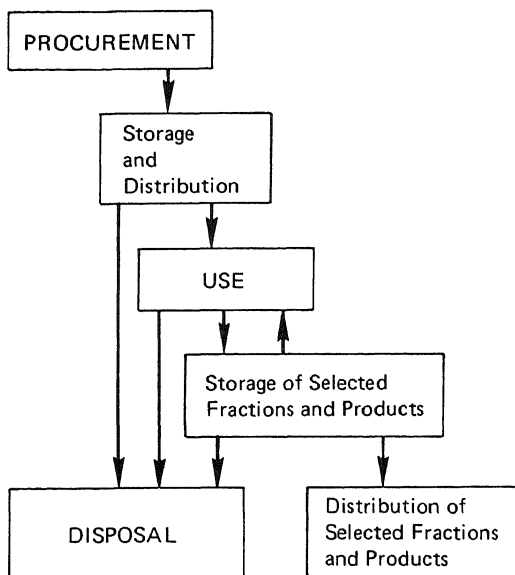 PROCUREMENT
Storage
and
Distribution
USE
Storage of Selected
Fractions and Products
DISPOSAL
Distribution of
Selected Fractions
and Products